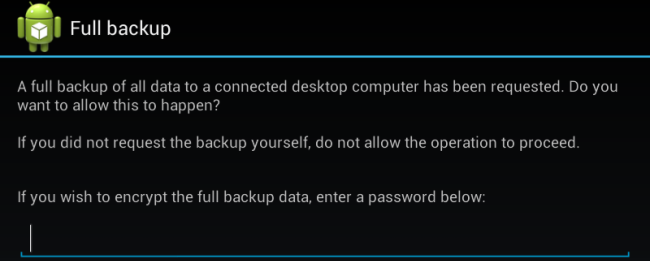 Full backup
A full backup of all data to a connected desktop computer has been requested. Do you
want to allow this to happen?
If you did not request the backup yourself, do not allow the operation to proceed.
If you wish to encrypt the full backup data, enter a password below: